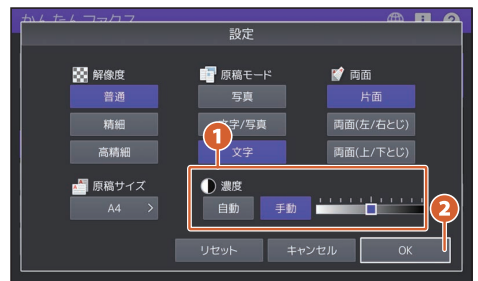 かんたんファクス
設定
解像度
原稿モード
両面
普通
写真
片面
精細
文字/写真
両面(左/右とじ)
高精細
文字
両面(上/下とじ)
1
原稿サイズ
濃度
A4 >
自動
手動
2
リセット
キャンセル
OK